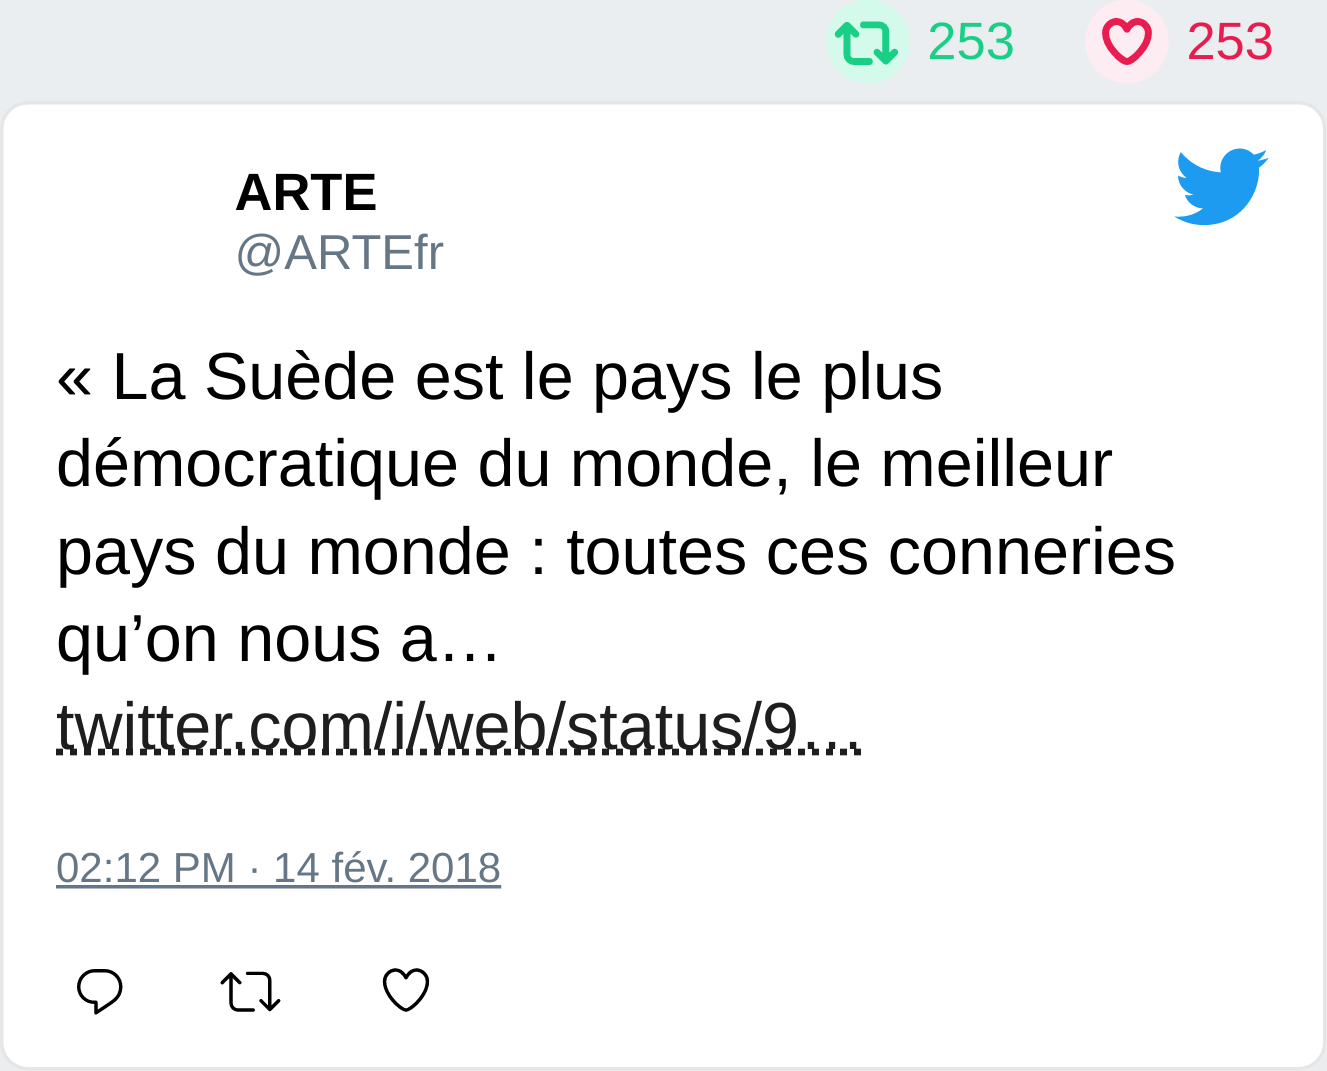 253 253
ARTE
@ARTEfr
« La Suède est le pays le plus
démocratique du monde, le meilleur
pays du monde : toutes ces conneries
qu’on nous a…
twitter.com/i/web/status/9…
02:12 PM · 14 fév. 2018